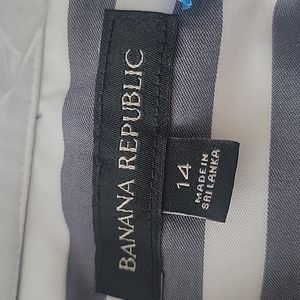 BANANA REPUBLIC
14
MADE IN
SRI LANKA